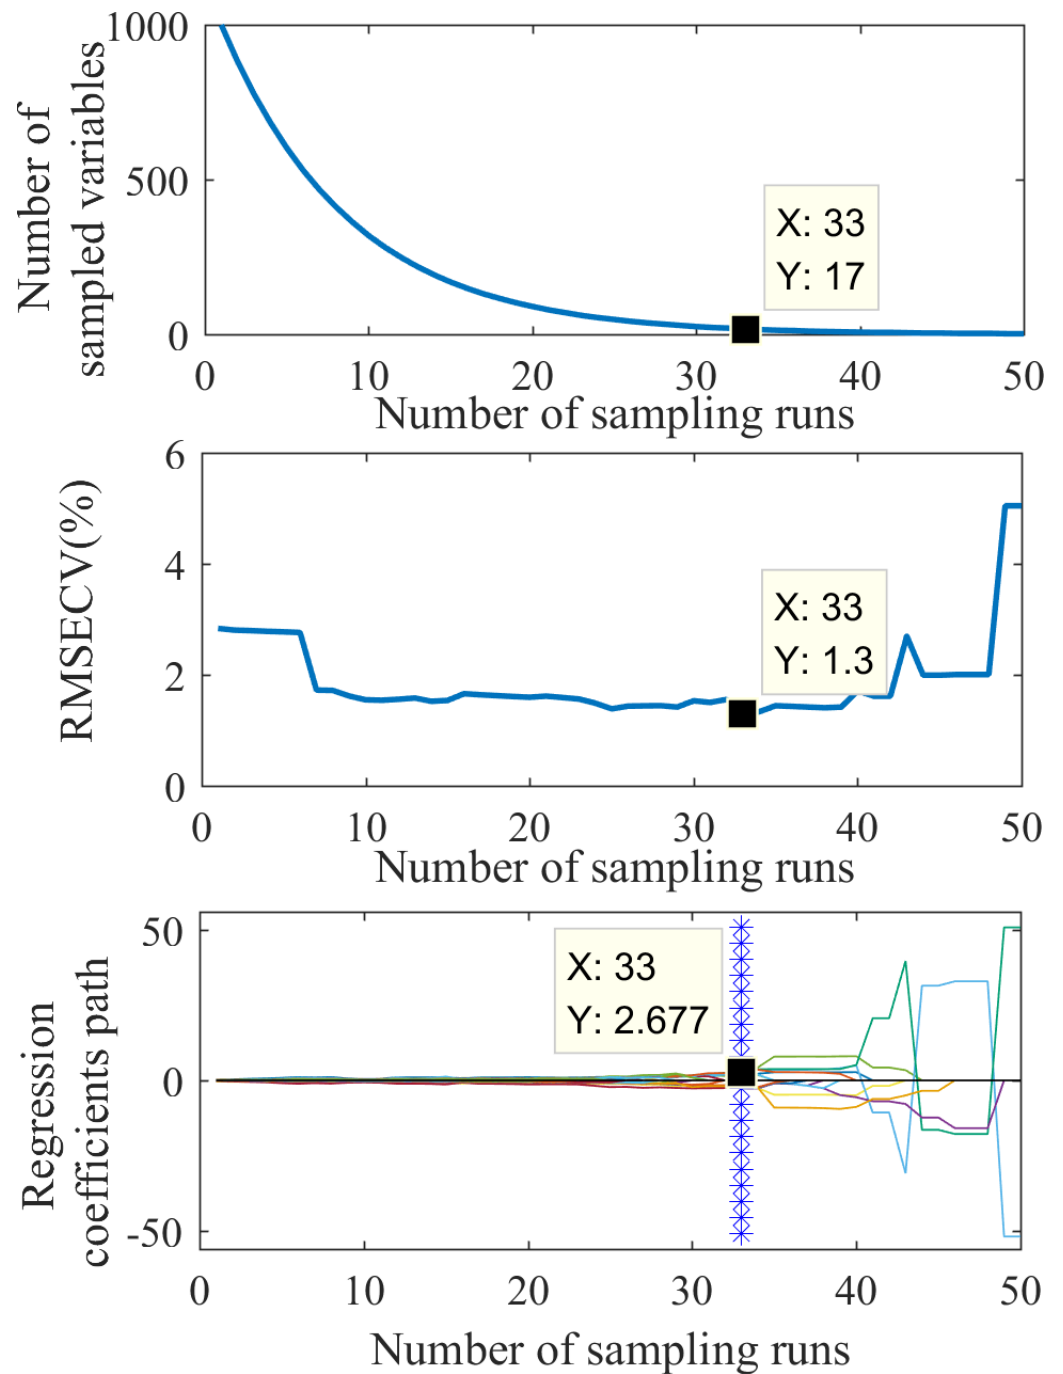 Number of
sampled variables
1000
500
0
X: 33
Y: 17
0 10 20 30 40 50
Number of sampling runs
RMSECV(%)
6
4
2
0
X: 33
Y: 1.3
0 10 20 30 40 50
Number of sampling runs
Regression
coefficients path
50
0
-50
X: 33
Y: 2.677
0 10 20 30 40 50
Number of sampling runs